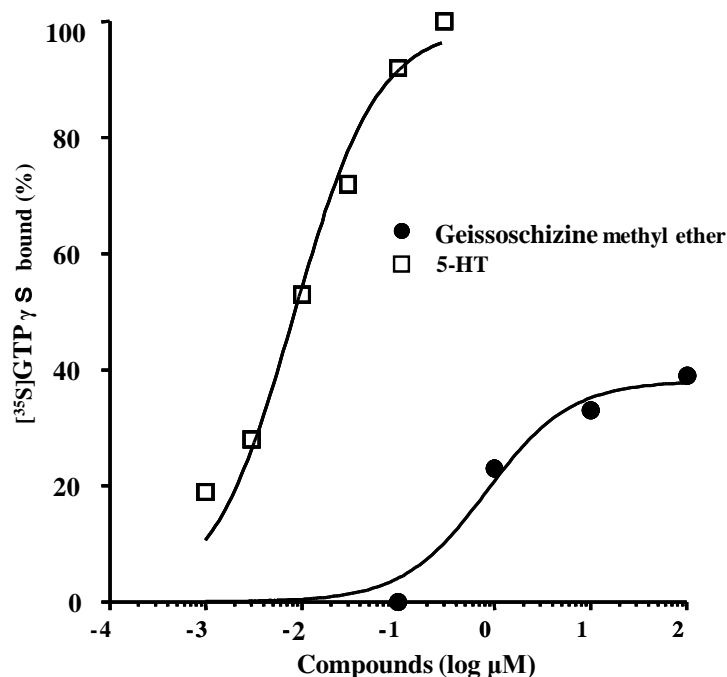 100
80
60
40
20
0
[³⁵S]GTP γ S bound (%)
Geissoschizine methyl ether
5-HT
-4 -3 -2 -1 0 1 2
Compounds (log µM)